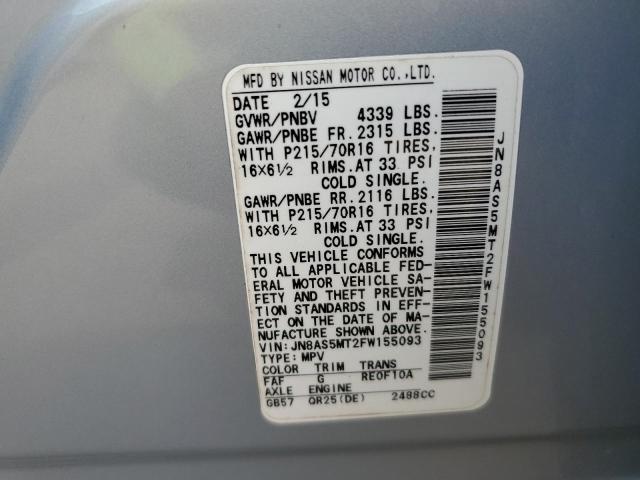 MFD BY NISSAN MOTOR CO.,LTD.
DATE 2/15
GVWR/PNBV 4339 LBS.
GAWR/PNBE FR. 2315 LBS.
WITH P215/70R16 TIRES,
16X6½ RIMS. AT 33 PSI
COLD SINGLE.
GAWR/PNBE RR. 2116 LBS.
WITH P215/70R16 TIRES,
16X6½ RIMS. AT 33 PSI
COLD SINGLE.
THIS VEHICLE CONFORMS
TO ALL APPLICABLE FED-
ERAL MOTOR VEHICLE SA-
FETY AND THEFT PREVEN-
TION STANDARDS IN EFF-
ECT ON THE DATE OF MA-
NUFACTURE SHOWN ABOVE.
VIN:JN8AS5MT2FW155093
TYPE:MPV
COLOR TRIM TRANS
FAF G RE0F10A
AXLE ENGINE
GB57 QR25(DE) 2488CC
JN8AS5MT2FW155093